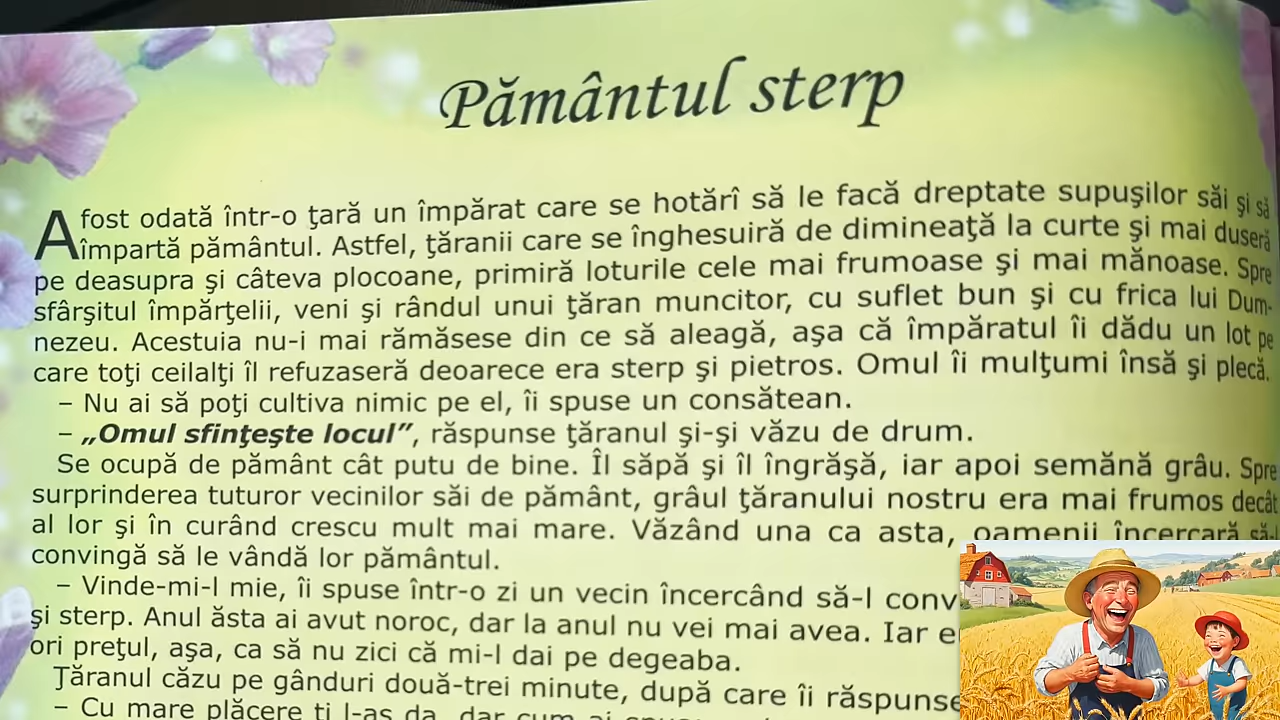 Pământul sterp
A fost odată într-o ţară un împărat care se hotărî să le facă dreptate supuşilor săi şi să
împartă pământul. Astfel, ţăranii care se înghesuiră de dimineaţă la curte şi mai duseră
pe deasupra şi câteva plocoane, primiră loturile cele mai frumoase şi mai mănoase. Spre
sfârşitul împărţelii, veni şi rândul unui ţăran muncitor, cu suflet bun şi cu frica lui Dum-
nezeu. Acestuia nu-i mai rămăsese din ce să aleagă, aşa că împăratul îi dădu un lot pe
care toţi ceilalţi îl refuzaseră deoarece era sterp şi pietros. Omul îi mulţumi însă şi plecă.
– Nu ai să poţi cultiva nimic pe el, îi spuse un consătean.
– „Omul sfinţeşte locul”, răspunse ţăranul şi-şi văzu de drum.
Se ocupă de pământ cât putu de bine. Îl săpă şi îl îngrăşă, iar apoi semănă grâu. Spre
surprinderea tuturor vecinilor săi de pământ, grâul ţăranului nostru era mai frumos decât
al lor şi în curând crescu mult mai mare. Văzând una ca asta, oamenii încercară să-l
convingă să le vândă lor pământul.
– Vinde-mi-l mie, îi spuse într-o zi un vecin încercând să-l conv
şi sterp. Anul ăsta ai avut noroc, dar la anul nu vei mai avea. Iar e
ori preţul, aşa, ca să nu zici că mi-l dai pe degeaba.
Ţăranul căzu pe gânduri două-trei minute, după care îi răspunse
– Cu mare plăcere ţi l-aş da, dar cum ai